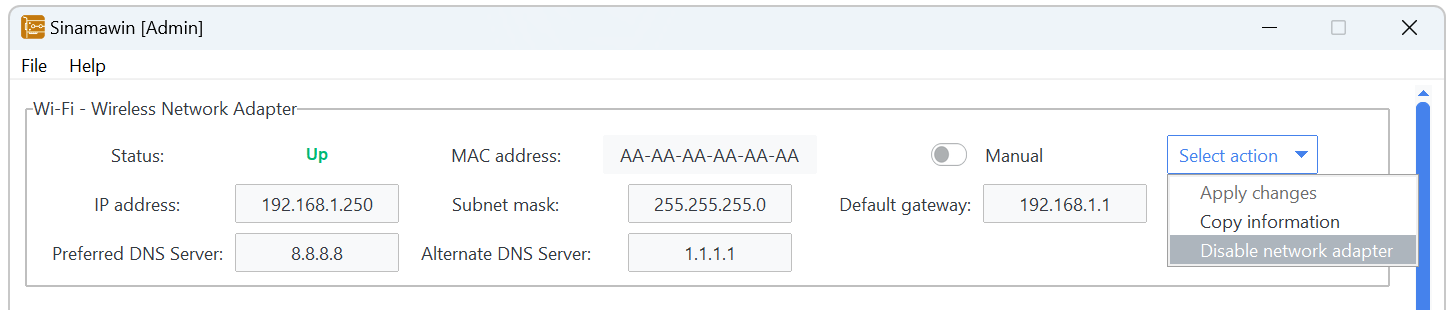 Sinamawin [Admin]
File Help
Wi-Fi - Wireless Network Adapter
Status: Up MAC address: AA-AA-AA-AA-AA-AA Manual Select action
Apply changes
IP address: 192.168.1.250 Subnet mask: 255.255.255.0 Default gateway: 192.168.1.1
Copy information
Preferred DNS Server: 8.8.8.8 Alternate DNS Server: 1.1.1.1
Disable network adapter